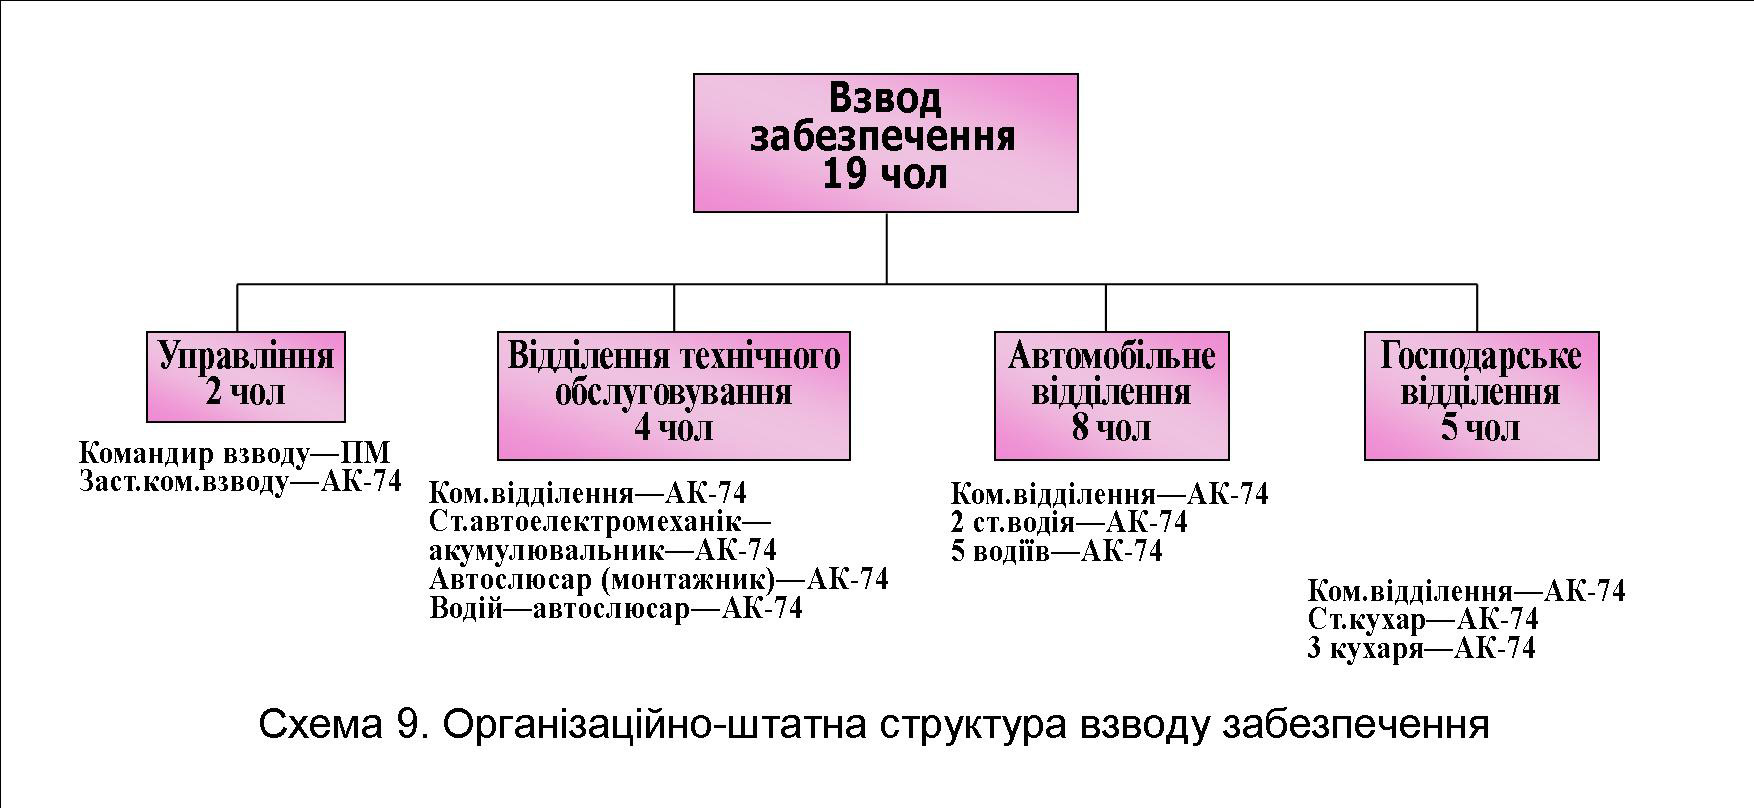 Взвод
забезпечення
19 чол
Управління
2 чол
Командир взводу—ПМ
Заст.ком.взводу—АК-74
Відділення технічного
обслуговування
4 чол
Ком.відділення—АК-74
Ст.автоелектромеханік—
акумулювальник—АК-74
Автослюсар (монтажник)—АК-74
Водій—автослюсар—АК-74
Автомобільне
відділення
8 чол
Ком.відділення—АК-74
2 ст.водія—АК-74
5 водіїв—АК-74
Господарське
відділення
5 чол
Ком.відділення—АК-74
Ст.кухар—АК-74
3 кухаря—АК-74
Схема 9. Організаційно-штатна структура взводу забезпечення